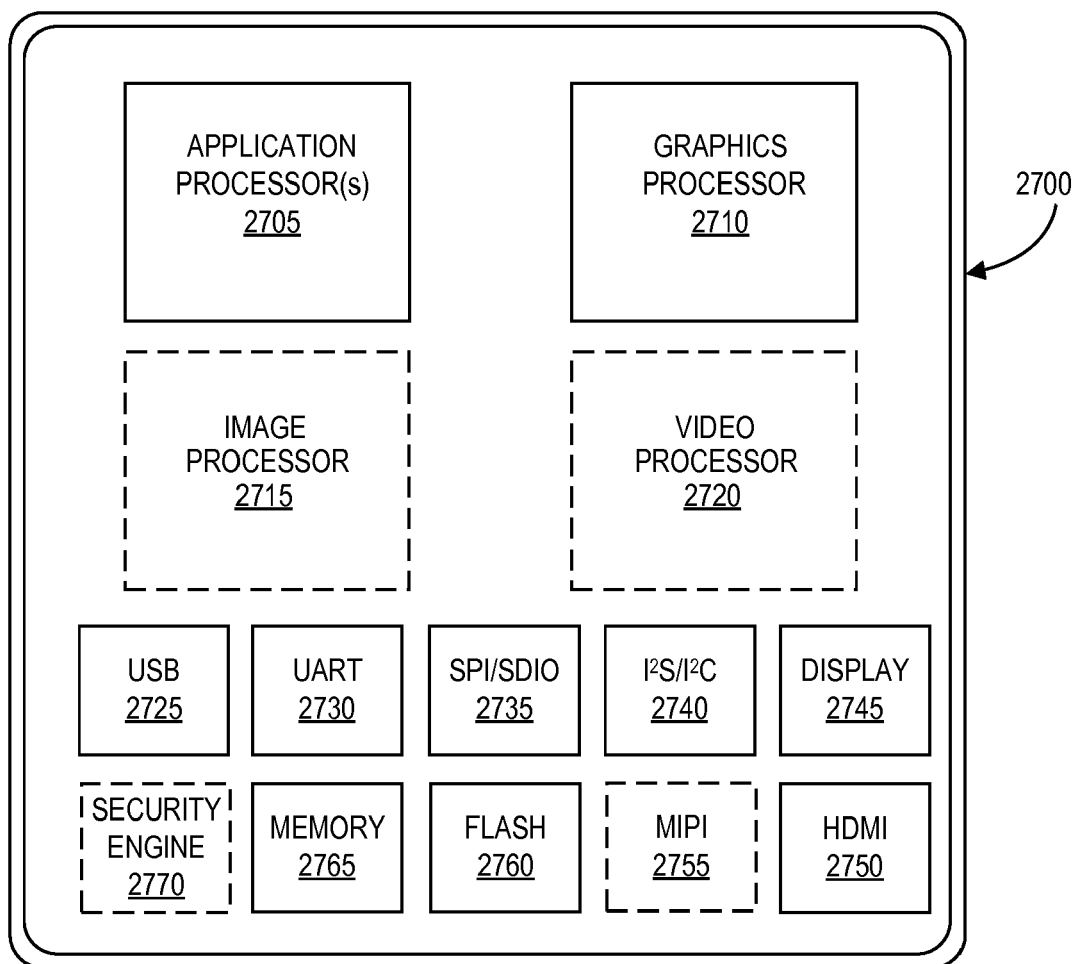 APPLICATION
PROCESSOR(s)
2705
GRAPHICS
PROCESSOR
2710
2700
IMAGE
PROCESSOR
2715
VIDEO
PROCESSOR
2720
USB
2725
UART
2730
SPI/SDIO
2735
I²S/I²C
2740
DISPLAY
2745
SECURITY
ENGINE
2770
MEMORY
2765
FLASH
2760
MIPI
2755
HDMI
2750